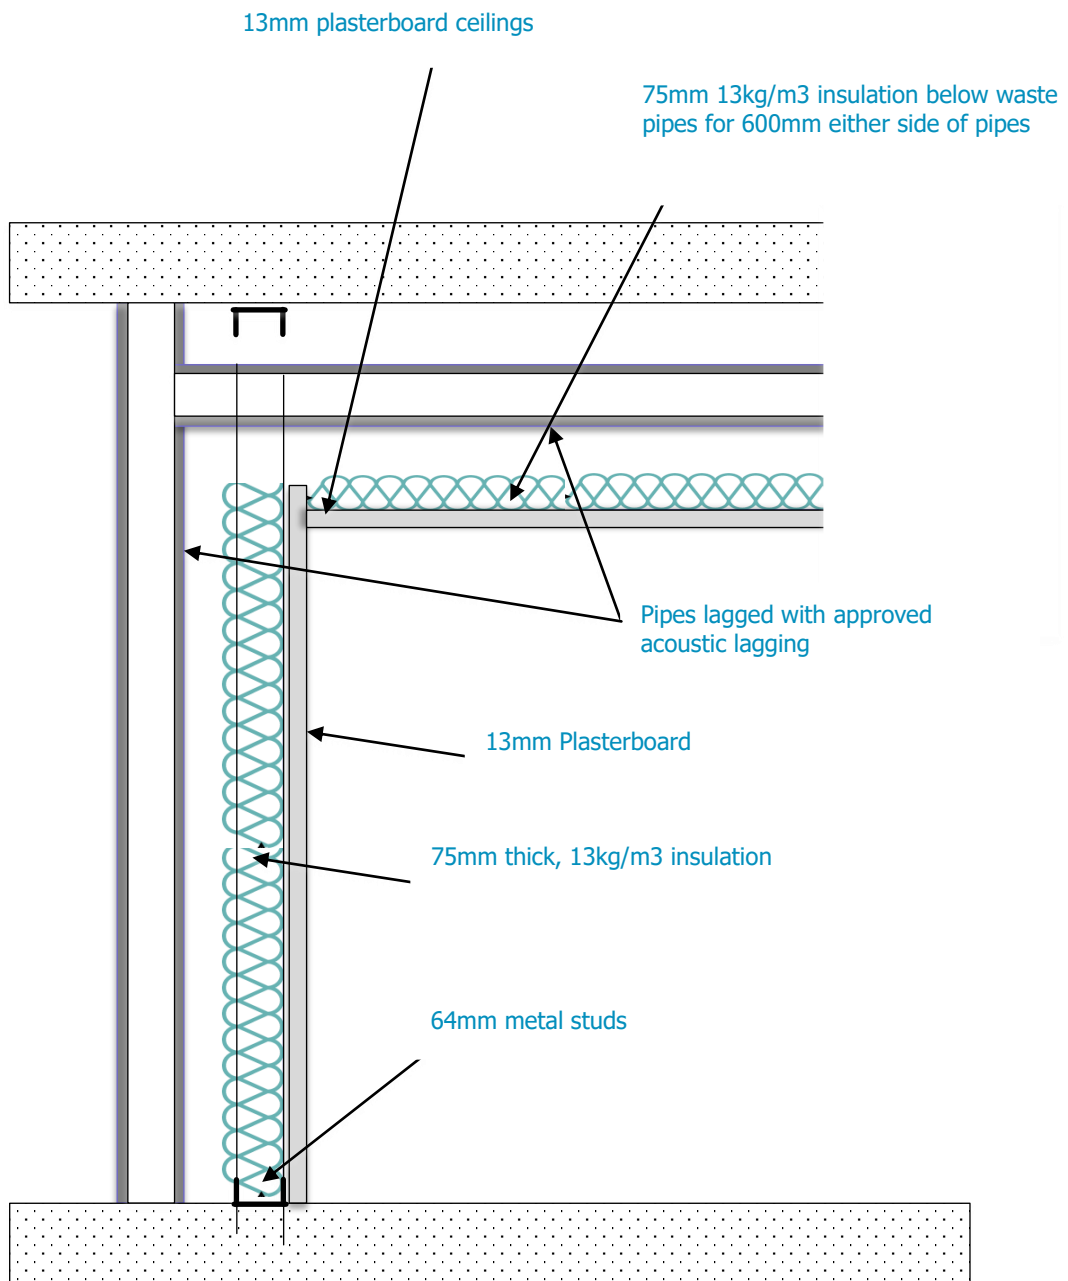 13mm plasterboard ceilings
75mm 13kg/m3 insulation below waste
pipes for 600mm either side of pipes
Pipes lagged with approved
acoustic lagging
13mm Plasterboard
75mm thick, 13kg/m3 insulation
64mm metal studs